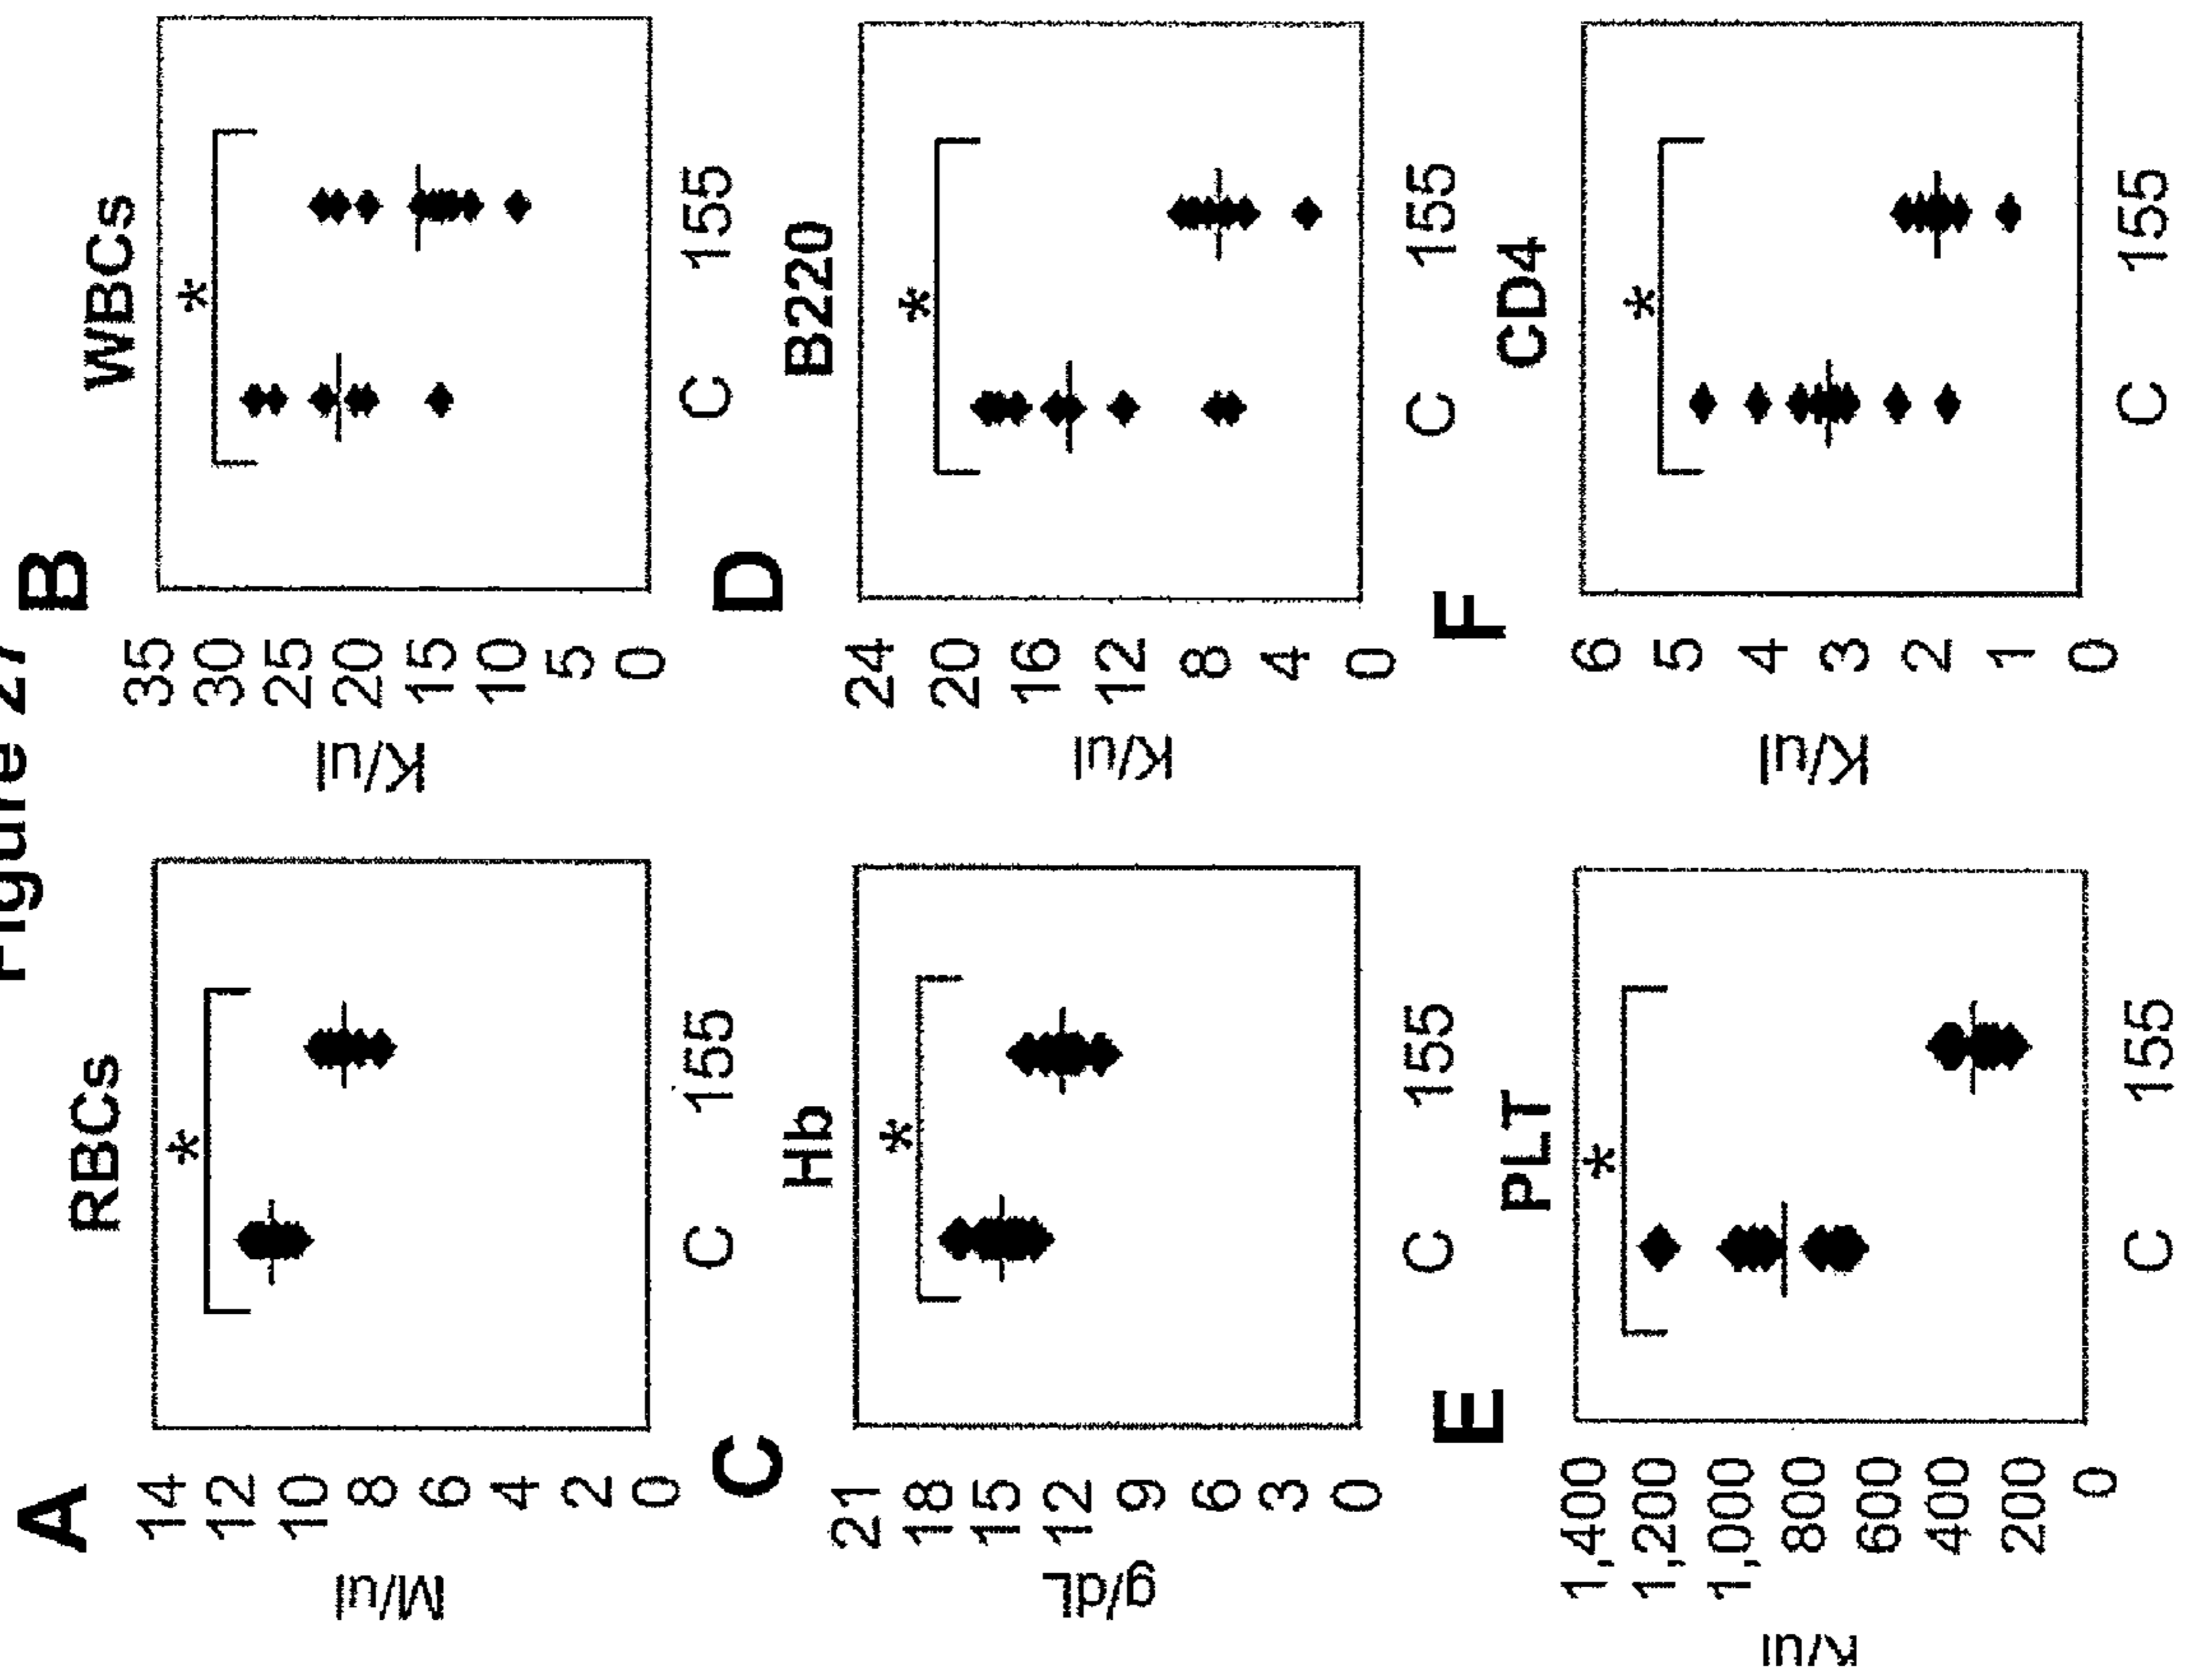 Figure 27
A
RBCs
*
M/ul
14
12
10
8
6
4
2
0
C 155
B
WBCs
*
K/ul
35
30
25
20
15
10
5
0
C 155
C
Hb
*
g/dL
21
18
15
12
9
6
3
0
C 155
D
B220
*
K/ul
24
20
16
12
8
4
0
C 155
E
PLT
*
K/ul
1,400
1,200
1,000
800
600
400
200
0
C 155
F
CD4
*
K/ul
6
5
4
3
2
1
0
C 155